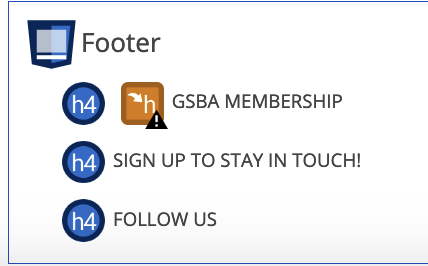 Footer
h4 h GSBA MEMBERSHIP
h4 SIGN UP TO STAY IN TOUCH!
h4 FOLLOW US